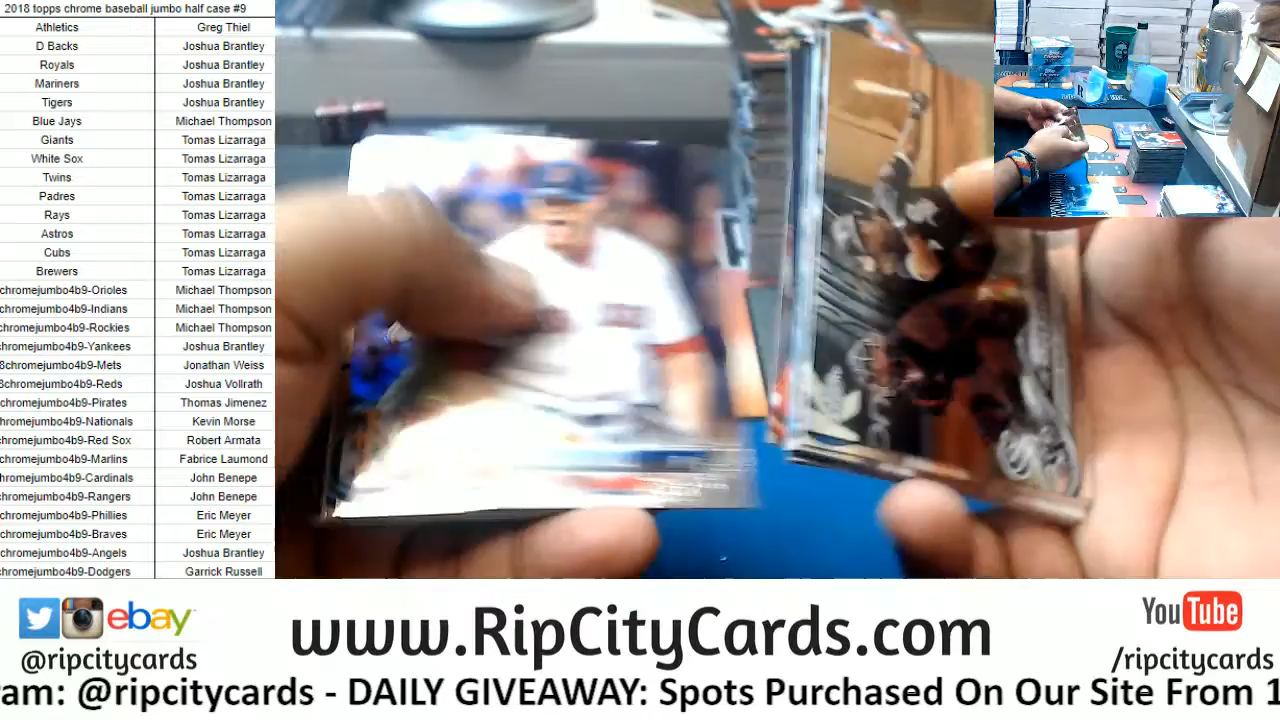 2018 topps chrome baseball jumbo half case #9
Athletics Greg Thiel
D Backs Joshua Brantley
Royals Joshua Brantley
Mariners Joshua Brantley
Tigers Joshua Brantley
Blue Jays Michael Thompson
Giants Tomas Lizarraga
White Sox Tomas Lizarraga
Twins Tomas Lizarraga
Padres Tomas Lizarraga
Rays Tomas Lizarraga
Astros Tomas Lizarraga
Cubs Tomas Lizarraga
Brewers Tomas Lizarraga
chromejumbo4b9-Orioles Michael Thompson
chromejumbo4b9-Indians Michael Thompson
chromejumbo4b9-Rockies Michael Thompson
chromejumbo4b9-Yankees Joshua Brantley
8chromejumbo4b9-Mets Jonathan Weiss
8chromejumbo4b9-Reds Joshua Vollrath
chromejumbo4b9-Pirates Thomas Jimenez
hromejumbo4b9-Nationals Kevin Morse
hromejumbo4b9-Red Sox Robert Armata
chromejumbo4b9-Marlins Fabrice Laumond
hromejumbo4b9-Cardinals John Benepe
hromejumbo4b9-Rangers John Benepe
chromejumbo4b9-Phillies Eric Meyer
chromejumbo4b9-Braves Eric Meyer
chromejumbo4b9-Angels Joshua Brantley
hromejumbo4b9-Dodgers Garrick Russell
ebay
@ripcitycards
www.RipCityCards.com
YouTube
/ripcitycards
ram: @ripcitycards - DAILY GIVEAWAY: Spots Purchased On Our Site From 1